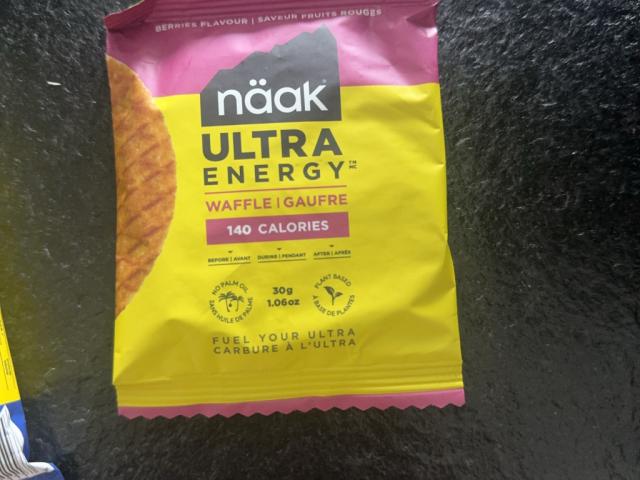 BERRIES FLAVOUR | SAVEUR FRUITS ROUGES
näak
ULTRA
ENERGY TM MC
WAFFLE | GAUFRE
140 CALORIES
BEFORE | AVANT DURING | PENDANT AFTER | APRÈS
NO PALM OIL
SANS HUILE DE PALME
30g
1.06oz
PLANT BASED
À BASE DE PLANTES
FUEL YOUR ULTRA
CARBURE À L'ULTRA